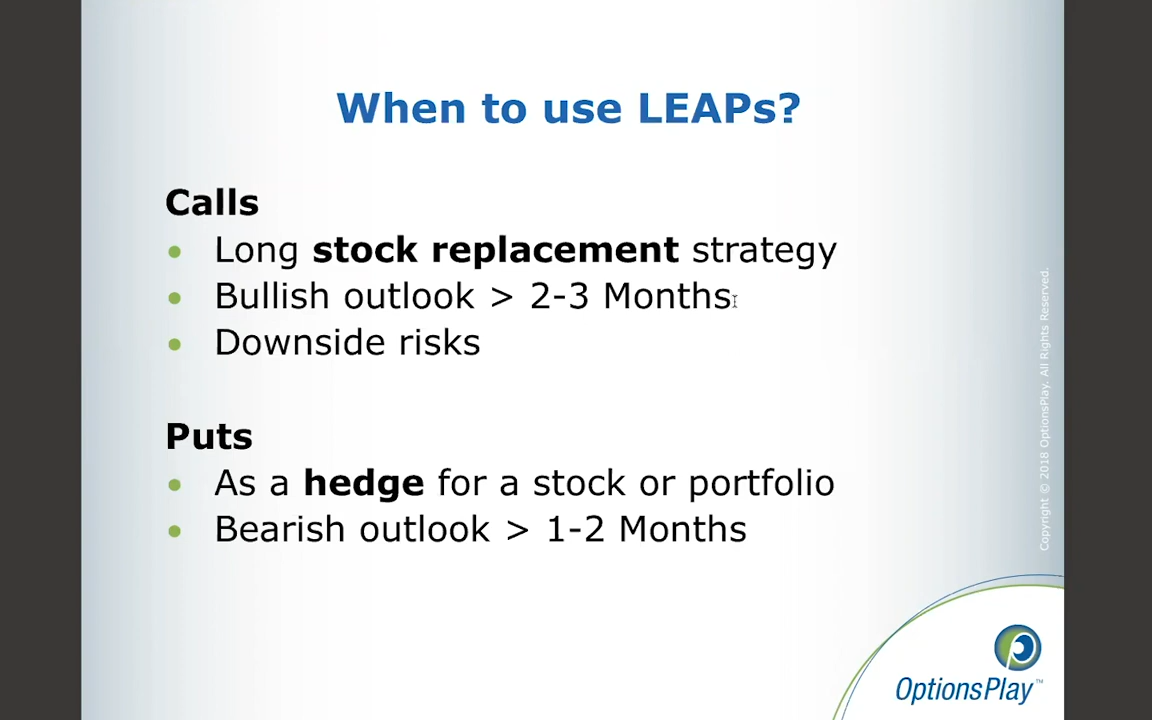 When to use LEAPs?
Calls
Long stock replacement strategy
Bullish outlook > 2-3 Months
Downside risks
Puts
As a hedge for a stock or portfolio
Bearish outlook > 1-2 Months
Copyright © 2018 OptionsPlay. All Rights Reserved.
OptionsPlay™